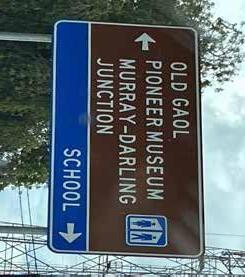 OLD GAOL
PIONEER MUSEUM
MURRAY-DARLING
JUNCTION
SCHOOL